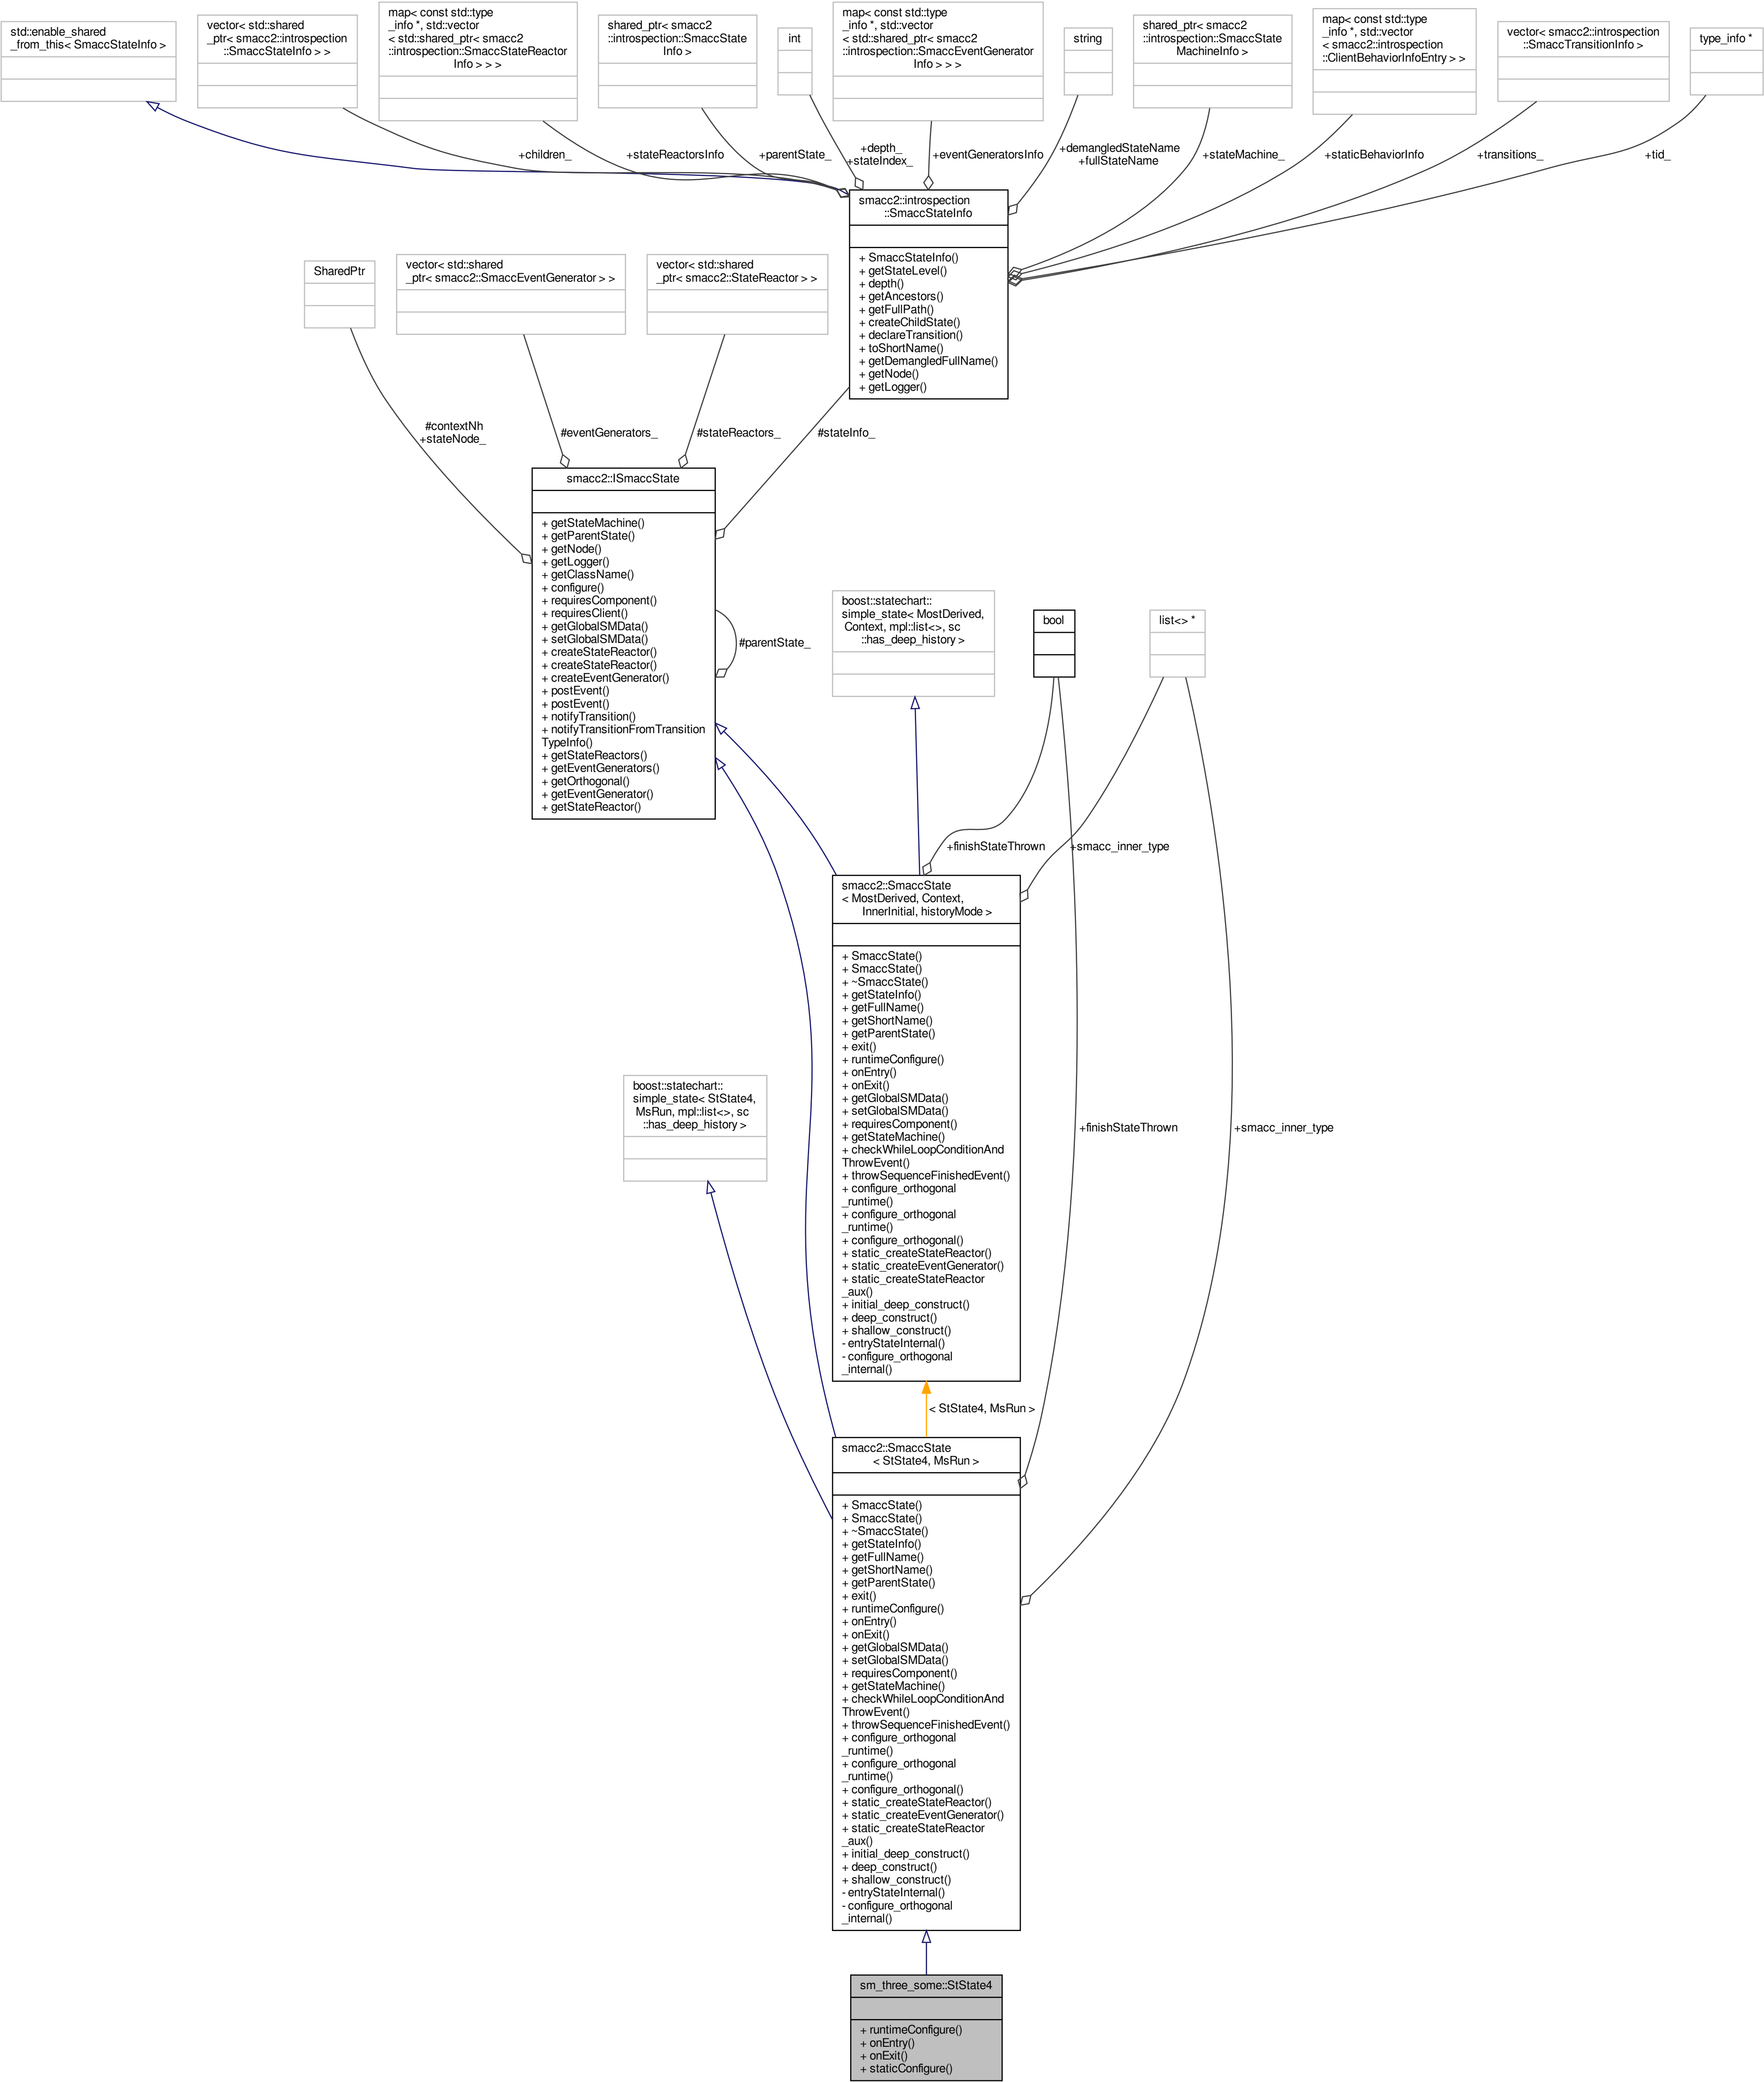 std::enable_shared
_from_this< SmaccStateInfo >
vector< std::shared
_ptr< smacc2::introspection
::SmaccStateInfo > >
map< const std::type
_info *, std::vector
< std::shared_ptr< smacc2
::introspection::SmaccStateReactor
Info > > >
shared_ptr< smacc2
::introspection::SmaccState
Info >
int
map< const std::type
_info *, std::vector
< std::shared_ptr< smacc2
::introspection::SmaccEventGenerator
Info > > >
string
shared_ptr< smacc2
::introspection::SmaccState
MachineInfo >
map< const std::type
_info *, std::vector
< smacc2::introspection
::ClientBehaviorInfoEntry > >
vector< smacc2::introspection
::SmaccTransitionInfo >
type_info *
+children_
+stateReactorsInfo
+parentState_
+depth_
+stateIndex_
+eventGeneratorsInfo
+demangledStateName
+fullStateName
+stateMachine_
+staticBehaviorInfo
+transitions_
+tid_
smacc2::introspection
::SmaccStateInfo
+ SmaccStateInfo()
+ getStateLevel()
+ depth()
+ getAncestors()
+ getFullPath()
+ createChildState()
+ declareTransition()
+ toShortName()
+ getDemangledFullName()
+ getNode()
+ getLogger()
SharedPtr
vector< std::shared
_ptr< smacc2::SmaccEventGenerator > >
vector< std::shared
_ptr< smacc2::StateReactor > >
#contextNh
+stateNode_
#eventGenerators_
#stateReactors_
#stateInfo_
smacc2::ISmaccState
+ getStateMachine()
+ getParentState()
+ getNode()
+ getLogger()
+ getClassName()
+ configure()
+ requiresComponent()
+ requiresClient()
+ getGlobalSMData()
+ setGlobalSMData()
+ createStateReactor()
+ createStateReactor()
+ createEventGenerator()
+ postEvent()
+ postEvent()
+ notifyTransition()
+ notifyTransitionFromTransition
TypeInfo()
+ getStateReactors()
+ getEventGenerators()
+ getOrthogonal()
+ getEventGenerator()
+ getStateReactor()
#parentState_
boost::statechart::
simple_state< MostDerived,
Context, mpl::list<>, sc
::has_deep_history >
bool
list<> *
+finishStateThrown
+smacc_inner_type
smacc2::SmaccState
< MostDerived, Context,
InnerInitial, historyMode >
+ SmaccState()
+ SmaccState()
+ ~SmaccState()
+ getStateInfo()
+ getFullName()
+ getShortName()
+ getParentState()
+ exit()
+ runtimeConfigure()
+ onEntry()
+ onExit()
+ getGlobalSMData()
+ setGlobalSMData()
+ requiresComponent()
+ getStateMachine()
+ checkWhileLoopConditionAnd
ThrowEvent()
+ throwSequenceFinishedEvent()
+ configure_orthogonal
_runtime()
+ configure_orthogonal
_runtime()
+ configure_orthogonal()
+ static_createStateReactor()
+ static_createEventGenerator()
+ static_createStateReactor
_aux()
+ initial_deep_construct()
+ deep_construct()
+ shallow_construct()
- entryStateInternal()
- configure_orthogonal
_internal()
boost::statechart::
simple_state< StState4,
MsRun, mpl::list<>, sc
::has_deep_history >
+finishStateThrown
+smacc_inner_type
< StState4, MsRun >
smacc2::SmaccState
< StState4, MsRun >
+ SmaccState()
+ SmaccState()
+ ~SmaccState()
+ getStateInfo()
+ getFullName()
+ getShortName()
+ getParentState()
+ exit()
+ runtimeConfigure()
+ onEntry()
+ onExit()
+ getGlobalSMData()
+ setGlobalSMData()
+ requiresComponent()
+ getStateMachine()
+ checkWhileLoopConditionAnd
ThrowEvent()
+ throwSequenceFinishedEvent()
+ configure_orthogonal
_runtime()
+ configure_orthogonal
_runtime()
+ configure_orthogonal()
+ static_createStateReactor()
+ static_createEventGenerator()
+ static_createStateReactor
_aux()
+ initial_deep_construct()
+ deep_construct()
+ shallow_construct()
- entryStateInternal()
- configure_orthogonal
_internal()
sm_three_some::StState4
+ runtimeConfigure()
+ onEntry()
+ onExit()
+ staticConfigure()